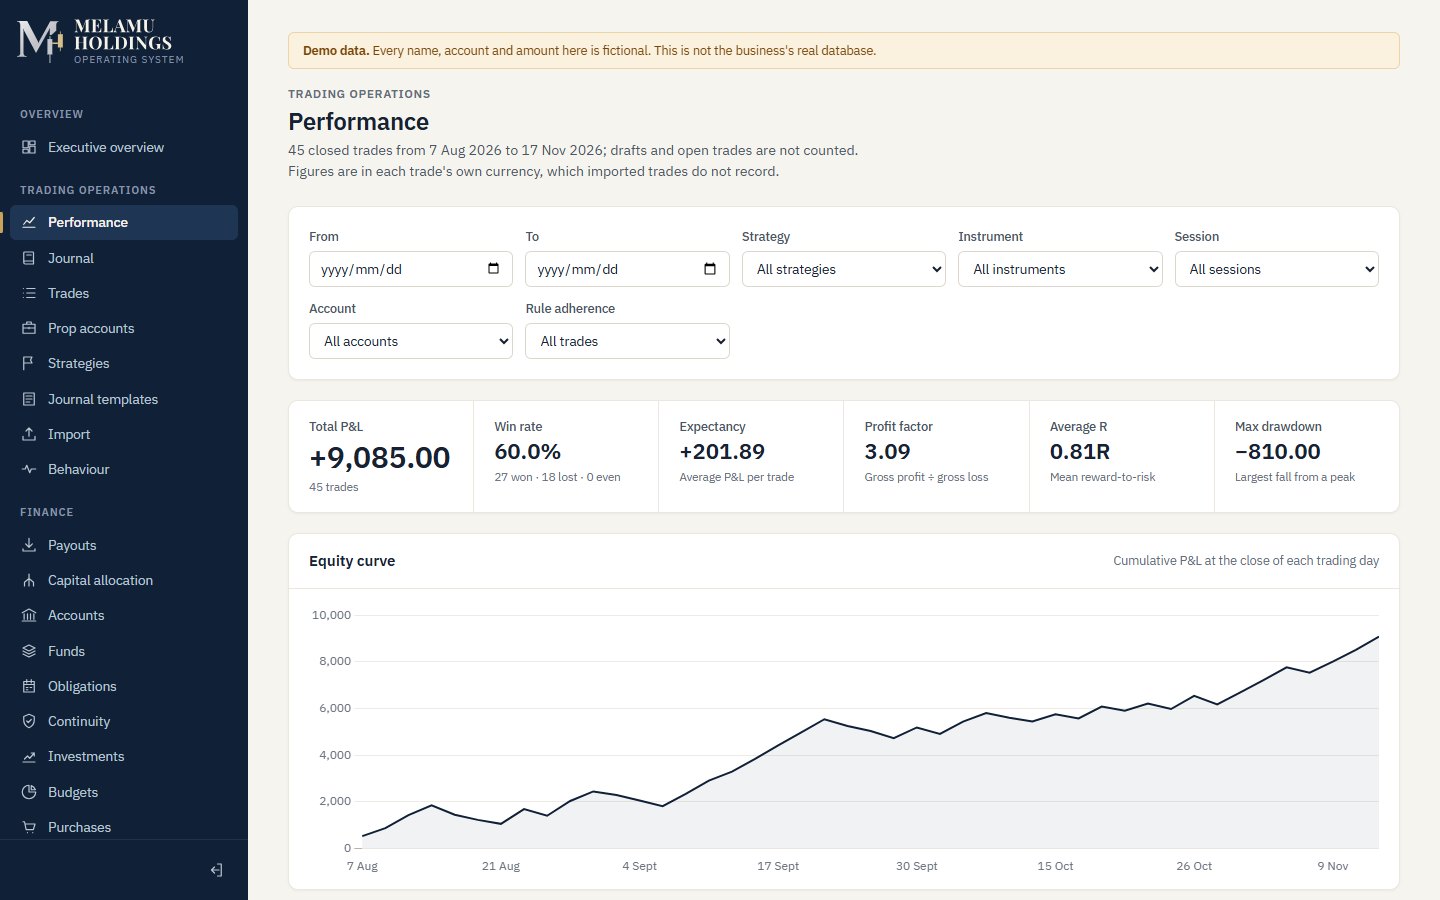 MELAMU
HOLDINGS
OPERATING SYSTEM
OVERVIEW
Executive overview
TRADING OPERATIONS
Performance
Journal
Trades
Prop accounts
Strategies
Journal templates
Import
Behaviour
FINANCE
Payouts
Capital allocation
Accounts
Funds
Obligations
Continuity
Investments
Budgets
Purchases
Demo data. Every name, account and amount here is fictional. This is not the business's real database.
TRADING OPERATIONS
Performance
45 closed trades from 7 Aug 2026 to 17 Nov 2026; drafts and open trades are not counted.
Figures are in each trade's own currency, which imported trades do not record.
From To Strategy Instrument Session
yyyy/mm/dd yyyy/mm/dd All strategies All instruments All sessions
Account Rule adherence
All accounts All trades
Total P&L Win rate Expectancy Profit factor Average R Max drawdown
+9,085.00 60.0% +201.89 3.09 0.81R −810.00
45 trades 27 won · 18 lost · 0 even Average P&L per trade Gross profit ÷ gross loss Mean reward-to-risk Largest fall from a peak
Equity curve Cumulative P&L at the close of each trading day
10,000
8,000
6,000
4,000
2,000
0
7 Aug 21 Aug 4 Sept 17 Sept 30 Sept 15 Oct 26 Oct 9 Nov